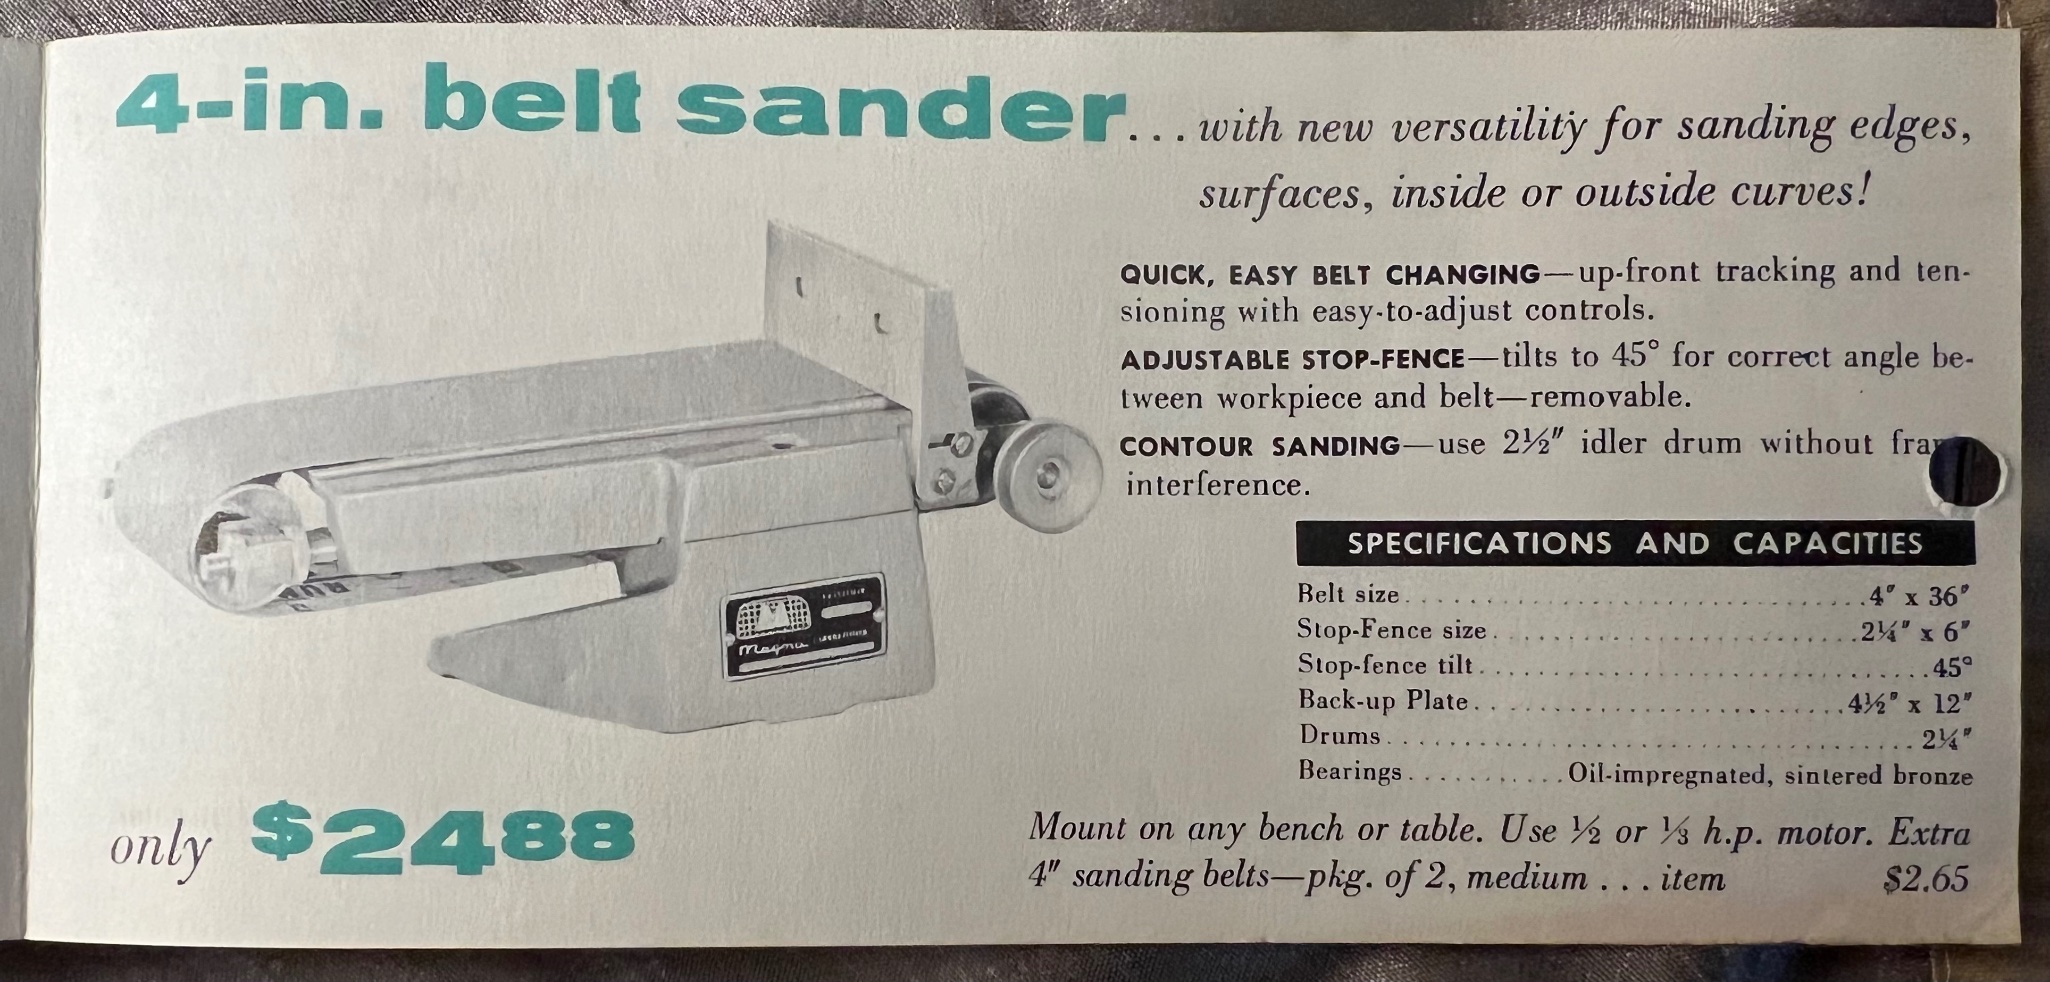 4-in. belt sander... with new versatility for sanding edges,
surfaces, inside or outside curves!
QUICK, EASY BELT CHANGING—up-front tracking and ten-
sioning with easy-to-adjust controls.
ADJUSTABLE STOP-FENCE—tilts to 45° for correct angle be-
tween workpiece and belt—removable.
CONTOUR SANDING—use 2½" idler drum without
interference.
SPECIFICATIONS AND CAPACITIES
Belt size . . . . . . . . . . 4" x 36"
Stop-Fence size . . . . . . . . . . 2¼" x 6"
Stop-fence tilt . . . . . . . . . . 45°
Back-up Plate . . . . . . . . . . 4½" x 12"
Drums . . . . . . . . . . 2¼"
Bearings . . . . . . . . . . Oil-impregnated, sintered bronze
Magna
only $2488
Mount on any bench or table. Use ½ or ⅓ h.p. motor. Extra
4" sanding belts—pkg. of 2, medium . . . item $2.65